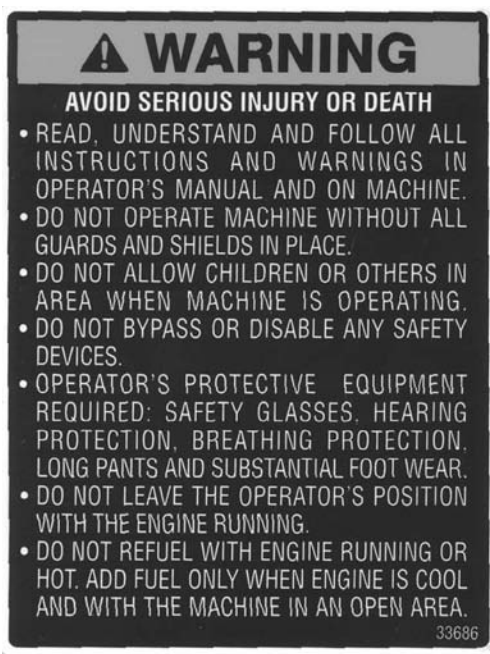 WARNING
AVOID SERIOUS INJURY OR DEATH
• READ, UNDERSTAND AND FOLLOW ALL
INSTRUCTIONS AND WARNINGS IN
OPERATOR'S MANUAL AND ON MACHINE.
• DO NOT OPERATE MACHINE WITHOUT ALL
GUARDS AND SHIELDS IN PLACE.
• DO NOT ALLOW CHILDREN OR OTHERS IN
AREA WHEN MACHINE IS OPERATING.
• DO NOT BYPASS OR DISABLE ANY SAFETY
DEVICES.
• OPERATOR'S PROTECTIVE EQUIPMENT
REQUIRED: SAFETY GLASSES, HEARING
PROTECTION, BREATHING PROTECTION,
LONG PANTS AND SUBSTANTIAL FOOT WEAR.
• DO NOT LEAVE THE OPERATOR'S POSITION
WITH THE ENGINE RUNNING.
• DO NOT REFUEL WITH ENGINE RUNNING OR
HOT. ADD FUEL ONLY WHEN ENGINE IS COOL
AND WITH THE MACHINE IN AN OPEN AREA.
33686